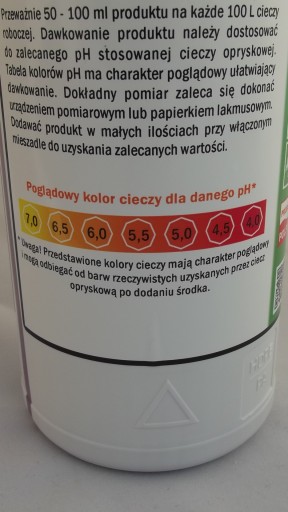 Przeważnie 50 - 100 ml produktu na każde 100 L cieczy
roboczej. Dawkowanie produktu należy dostosować
do zalecanego pH stosowanej cieczy opryskowej.
Tabela kolorów pH ma charakter poglądowy ułatwiający
dawkowanie. Dokładny pomiar zaleca się dokonać
urządzeniem pomiarowym lub papierkiem lakmusowym.
Dodawać produkt w małych ilościach przy włączonym
mieszadle do uzyskania zalecanych wartości.
Poglądowy kolor cieczy dla danego pH*
7,0 6,5 6,0 5,5 5,0 4,5 4,0
* Uwaga! Przedstawione kolory cieczy mają charakter poglądowy
i mogą odbiegać od barw rzeczywistych uzyskanych przez ciecz
opryskową po dodaniu środka.